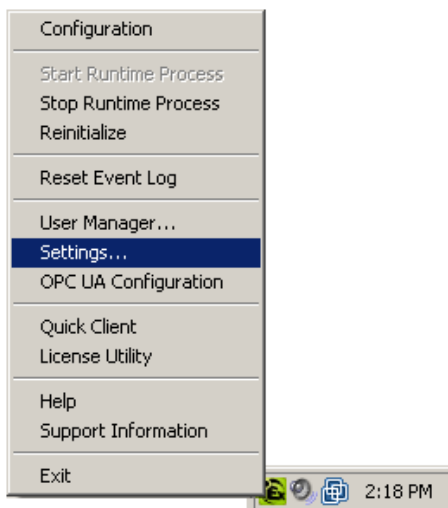 Configuration
Start Runtime Process
Stop Runtime Process
Reinitialize
Reset Event Log
User Manager...
Settings...
OPC UA Configuration
Quick Client
License Utility
Help
Support Information
Exit
2:18 PM